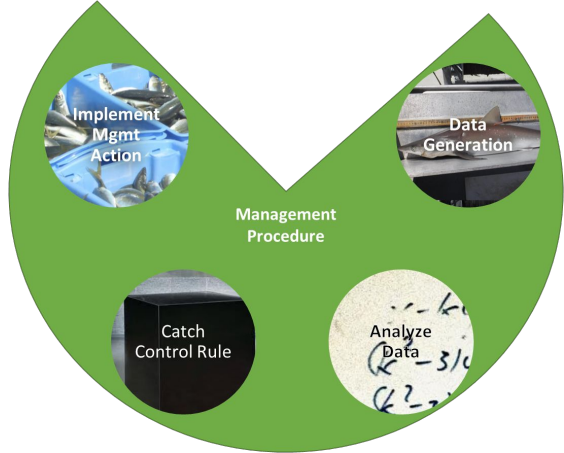 Implement
Mgmt
Action
Data
Generation
Management
Procedure
Catch
Control Rule
Analyze
Data